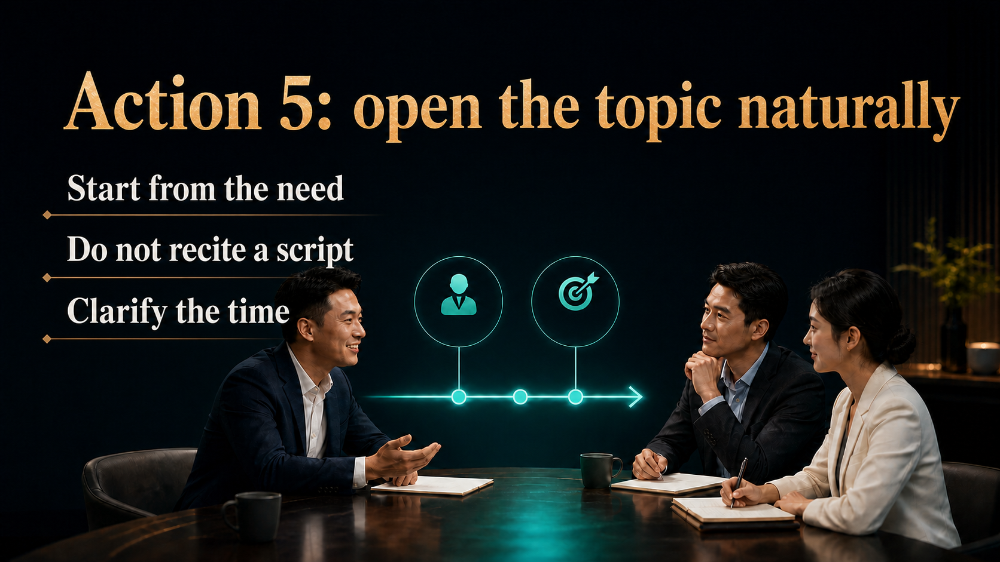 Action 5: open the topic naturally
Start from the need
Do not recite a script
Clarify the time